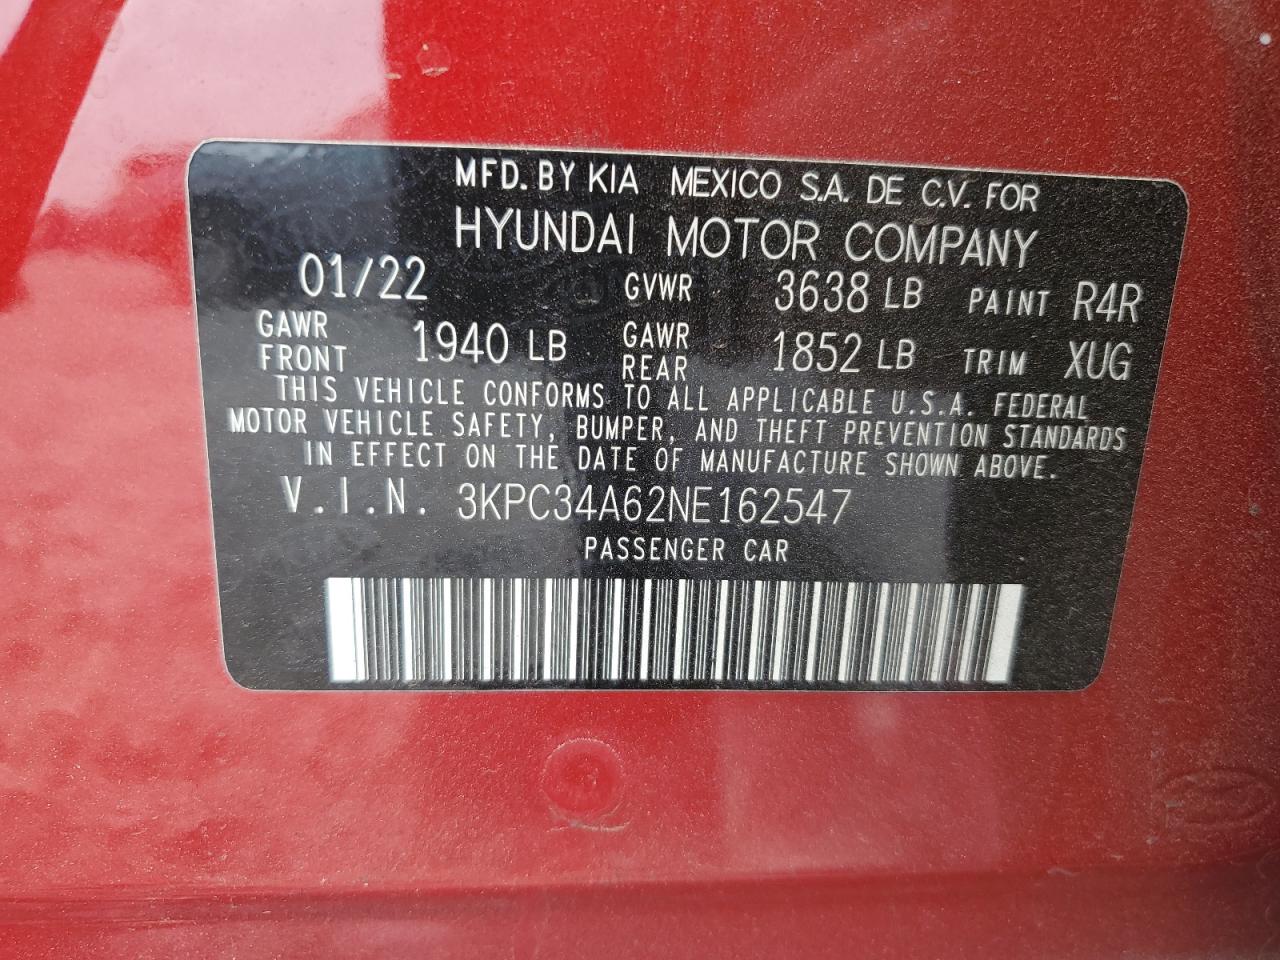 MFD. BY KIA MEXICO S.A. DE C.V. FOR
HYUNDAI MOTOR COMPANY
01/22 GVWR 3638 LB PAINT R4R
GAWR FRONT 1940 LB GAWR REAR 1852 LB TRIM XUG
THIS VEHICLE CONFORMS TO ALL APPLICABLE U.S.A. FEDERAL
MOTOR VEHICLE SAFETY, BUMPER, AND THEFT PREVENTION STANDARDS
IN EFFECT ON THE DATE OF MANUFACTURE SHOWN ABOVE.
V.I.N. 3KPC34A62NE162547
PASSENGER CAR